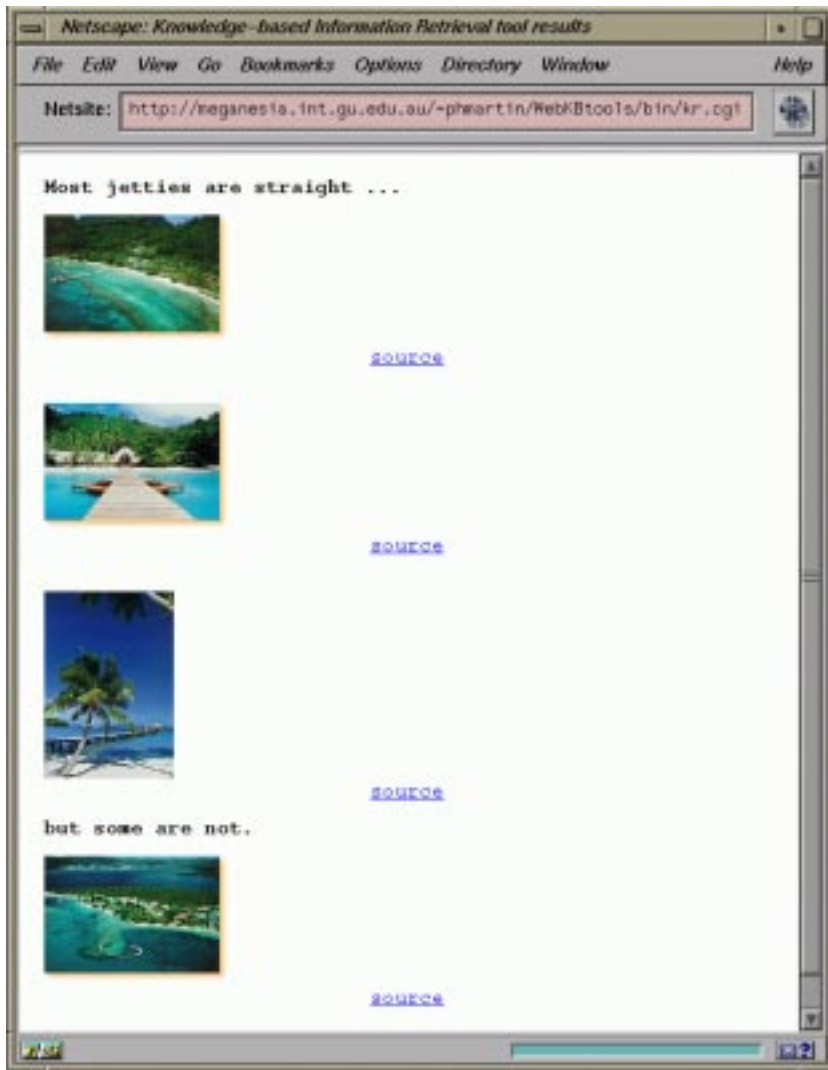 Netscape: Knowledge-based Information Retrieval tool results
File Edit View Go Bookmarks Options Directory Window Help
Netsite: http://meganesia.int.gu.edu.au/~phmartin/WebKBtools/bin/kr.cgi
Most jetties are straight ...
source
source
source
but some are not.
source
?